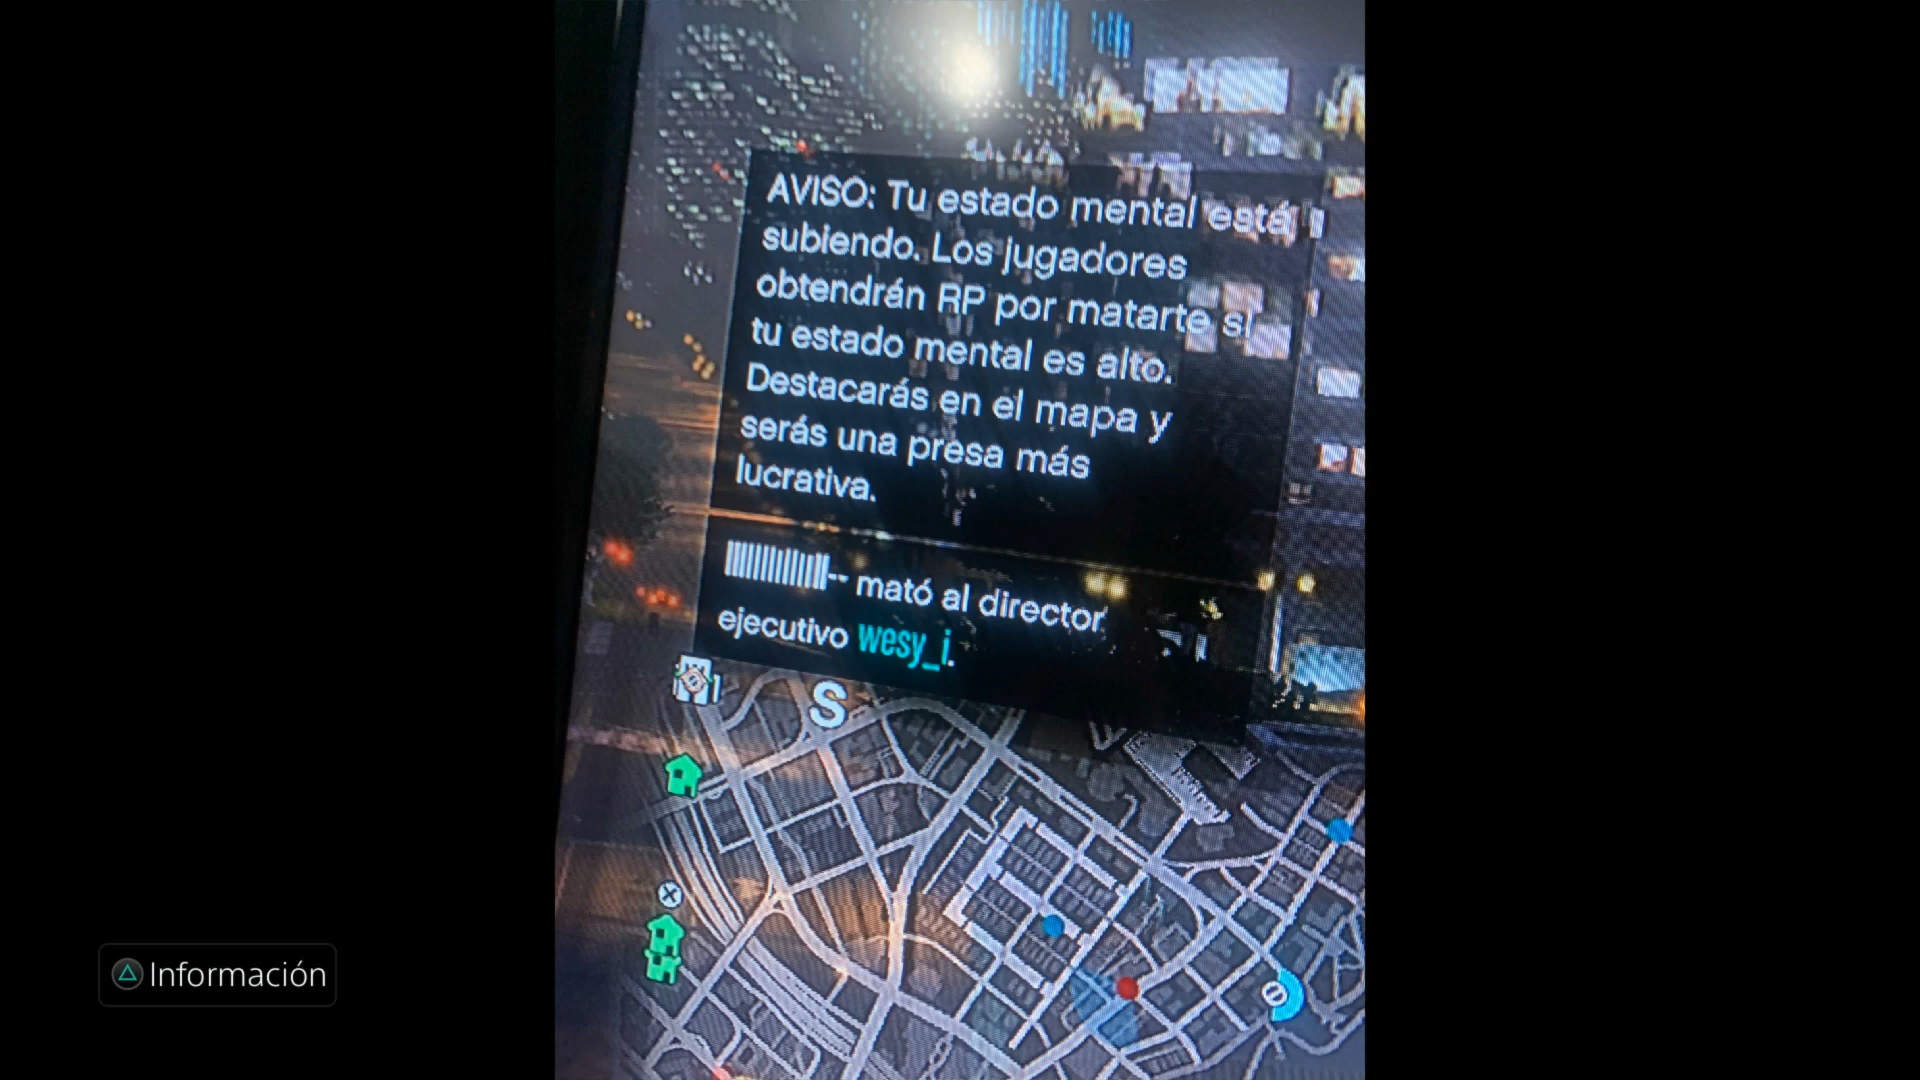 AVISO: Tu estado mental está
subiendo. Los jugadores
obtendrán RP por matarte si
tu estado mental es alto.
Destacarás en el mapa y
serás una presa más
lucrativa.
-- mató al director
ejecutivo wesy_i.
S
Información